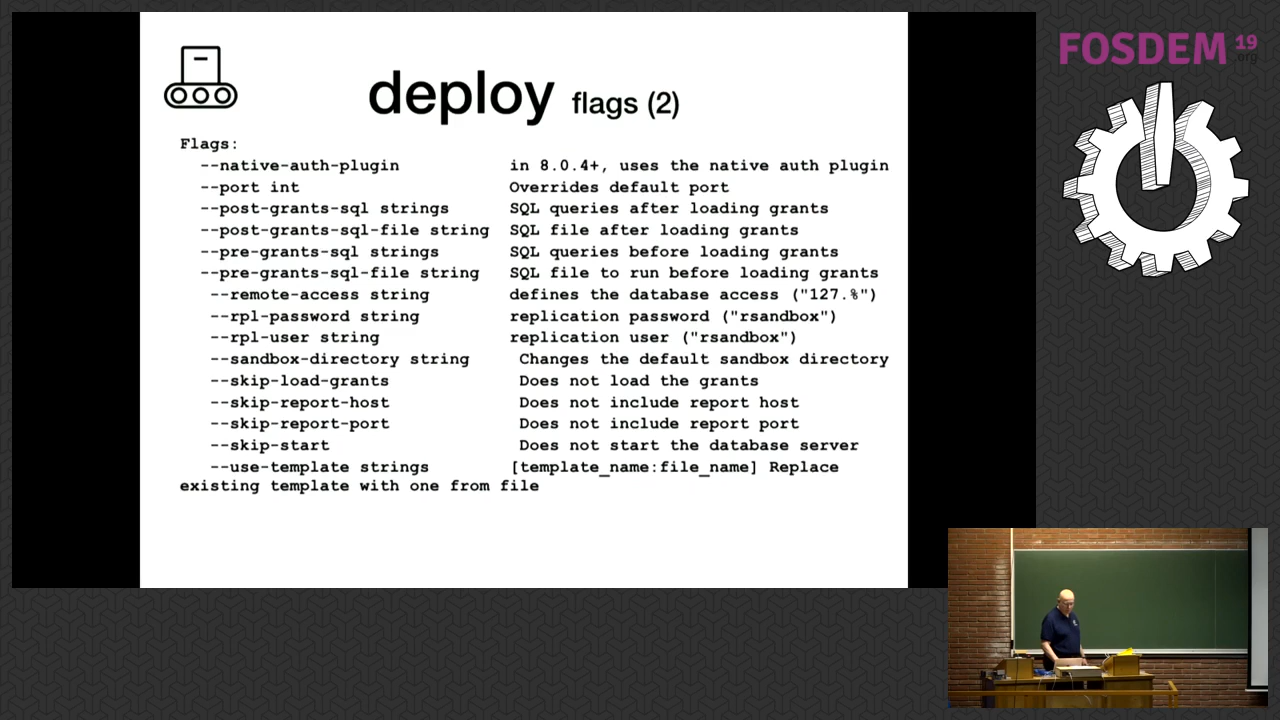 FOSDEM 19
.org
deploy flags (2)
Flags:
--native-auth-plugin in 8.0.4+, uses the native auth plugin
--port int Overrides default port
--post-grants-sql strings SQL queries after loading grants
--post-grants-sql-file string SQL file after loading grants
--pre-grants-sql strings SQL queries before loading grants
--pre-grants-sql-file string SQL file to run before loading grants
--remote-access string defines the database access ("127.%")
--rpl-password string replication password ("rsandbox")
--rpl-user string replication user ("rsandbox")
--sandbox-directory string Changes the default sandbox directory
--skip-load-grants Does not load the grants
--skip-report-host Does not include report host
--skip-report-port Does not include report port
--skip-start Does not start the database server
--use-template strings [template_name:file_name] Replace
existing template with one from file